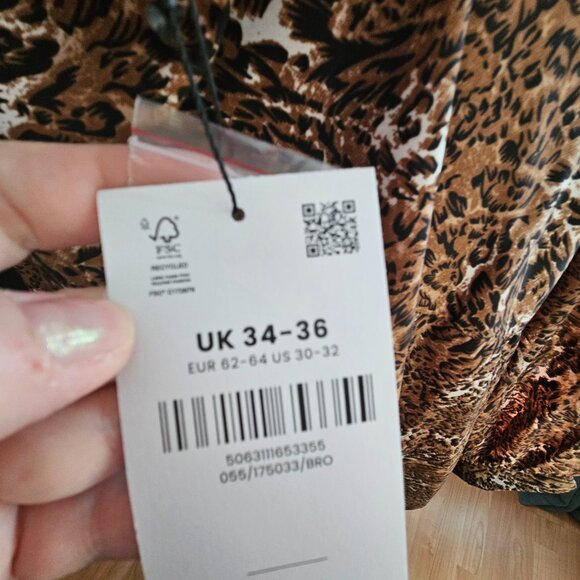 FSC
RECYCLED
UK 34-36
EUR 62-64 US 30-32
5063111653355
055/175033/BRO